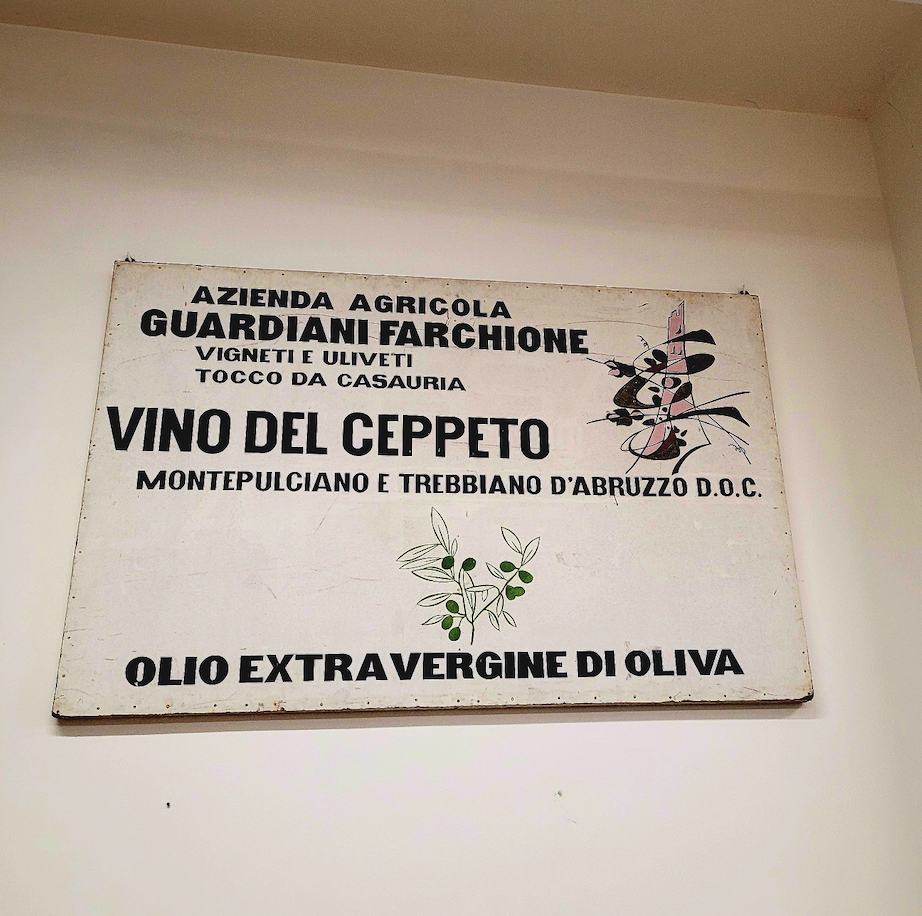 AZIENDA AGRICOLA
GUARDIANI FARCHIONE
VIGNETI E ULIVETI
TOCCO DA CASAURIA
VINO DEL CEPPETO
MONTEPULCIANO E TREBBIANO D'ABRUZZO D.O.C.
OLIO EXTRAVERGINE DI OLIVA